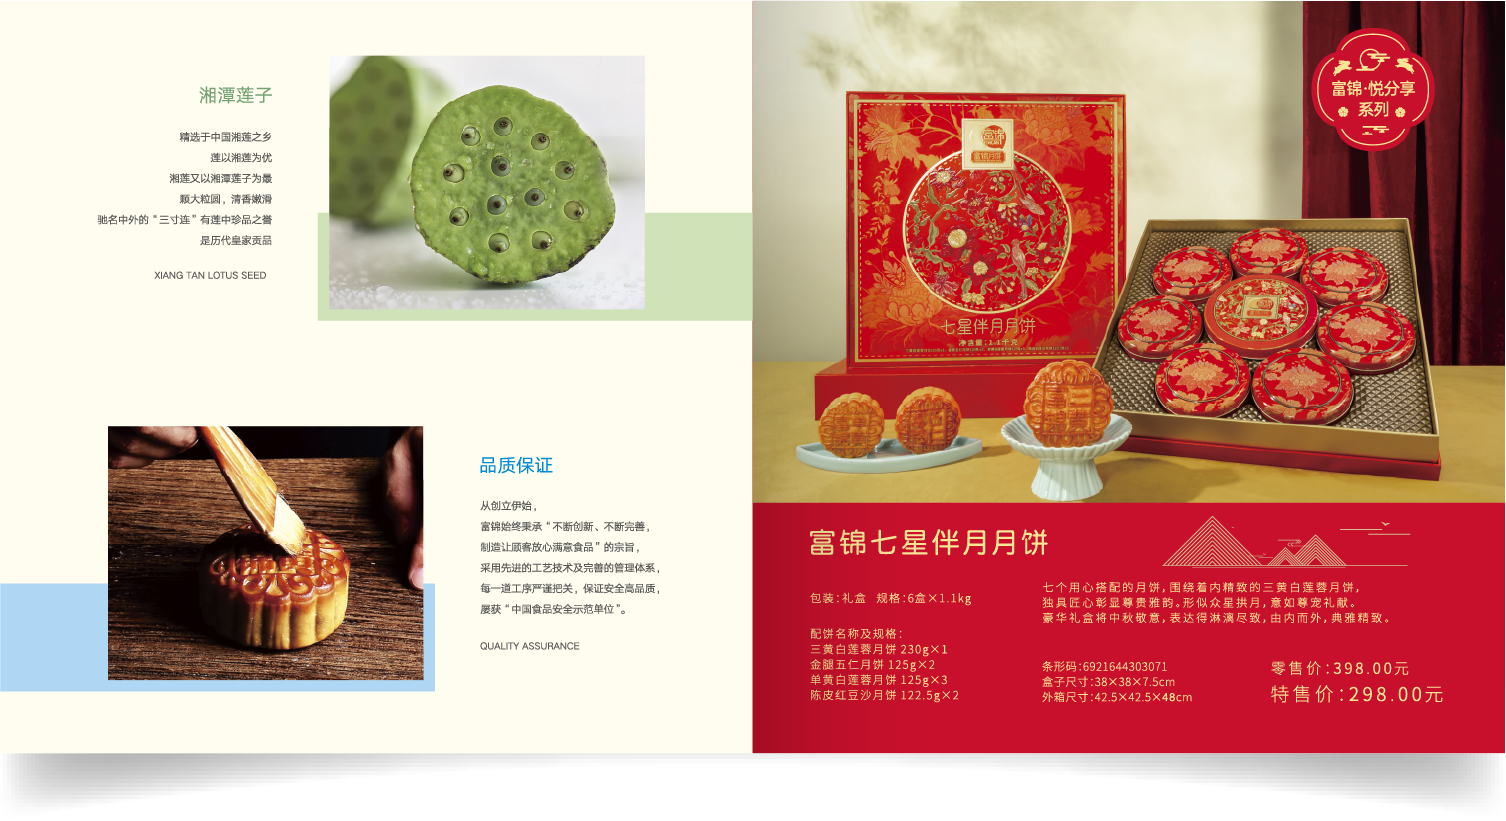 湘潭莲子
精选于中国湘莲之乡
莲以湘莲为优
湘莲又以湘潭莲子为最
颗大粒圆，清香嫩滑
驰名中外的“三寸连”有莲中珍品之誉
是历代皇家贡品
XIANG TAN LOTUS SEED
品质保证
从创立伊始，
富锦始终秉承“不断创新、不断完善，
制造让顾客放心满意食品”的宗旨，
采用先进的工艺技术及完善的管理体系，
每一道工序严谨把关，保证安全高品质，
屡获“中国食品安全示范单位”。
QUALITY ASSURANCE
富锦·悦分享
系列
富锦
富锦月饼
七星伴月月饼
净含量:1.1千克
富锦七星伴月月饼
包装:礼盒 规格:6盒×1.1kg
配饼名称及规格:
三黄白莲蓉月饼 230g×1
金腿五仁月饼 125g×2
单黄白莲蓉月饼 125g×3
陈皮红豆沙月饼 122.5g×2
七个用心搭配的月饼,围绕着内精致的三黄白莲蓉月饼,
独具匠心彰显尊贵雅韵。形似众星拱月,意如尊宠礼献。
豪华礼盒将中秋敬意,表达得淋漓尽致,由内而外,典雅精致。
条形码:6921644303071
盒子尺寸:38×38×7.5cm
外箱尺寸:42.5×42.5×48cm
零售价:398.00元
特售价:298.00元